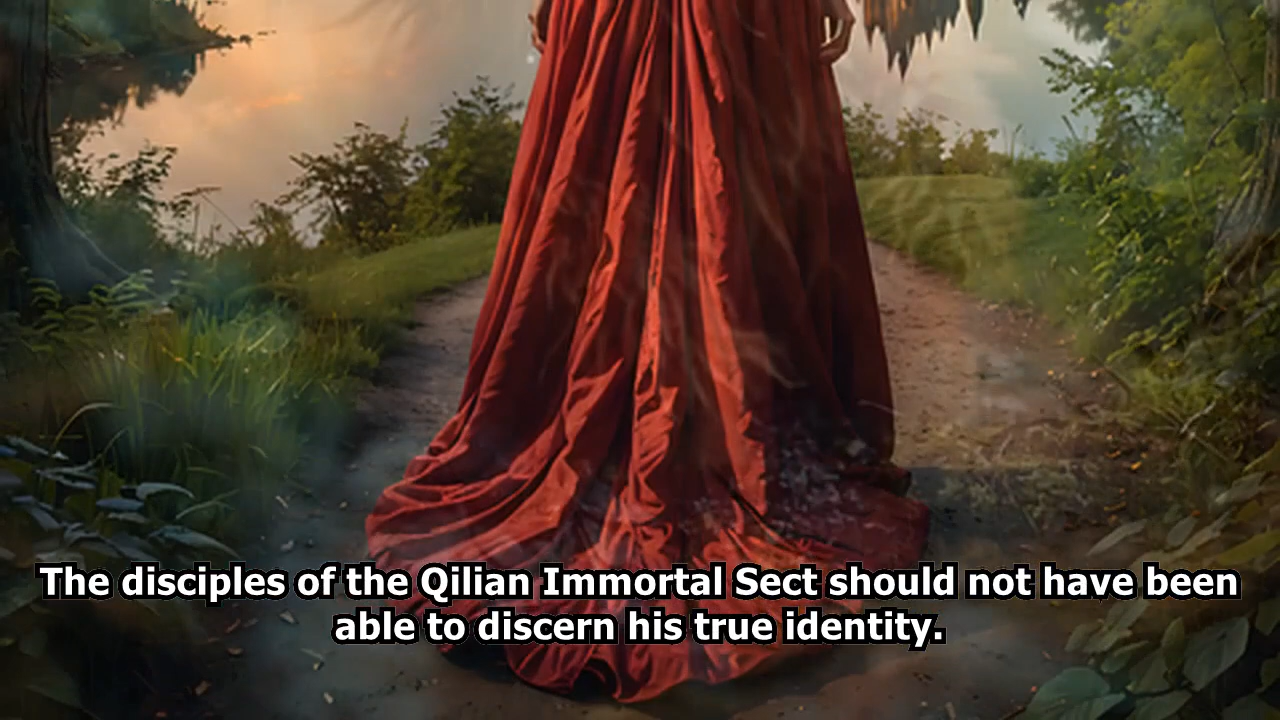 The disciples of the Qilian Immortal Sect should not have been
able to discern his true identity.